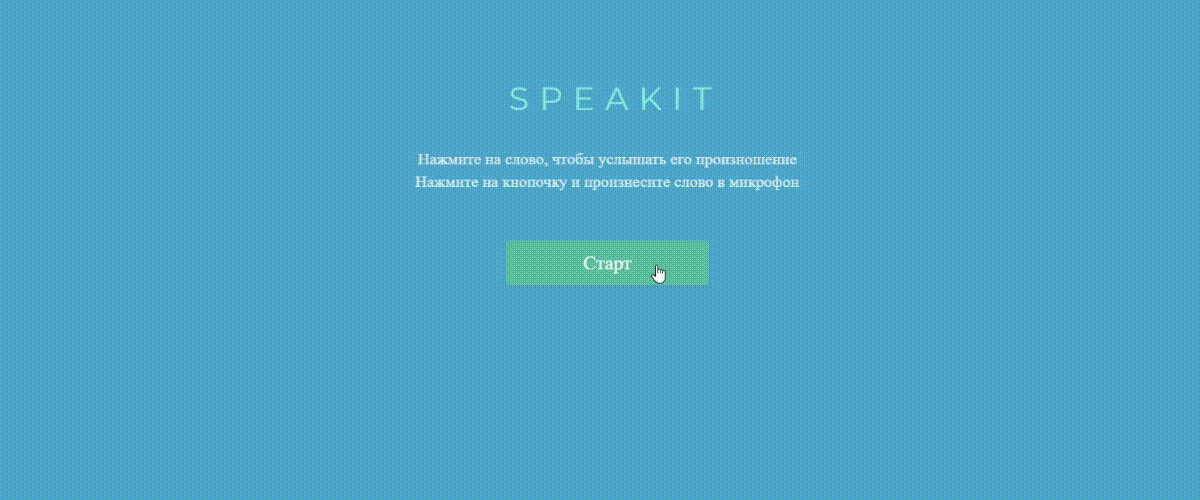 SPEAKIT
Нажмите на слово, чтобы услышать его произношение
Нажмите на кнопочку и произнесите слово в микрофон
Старт